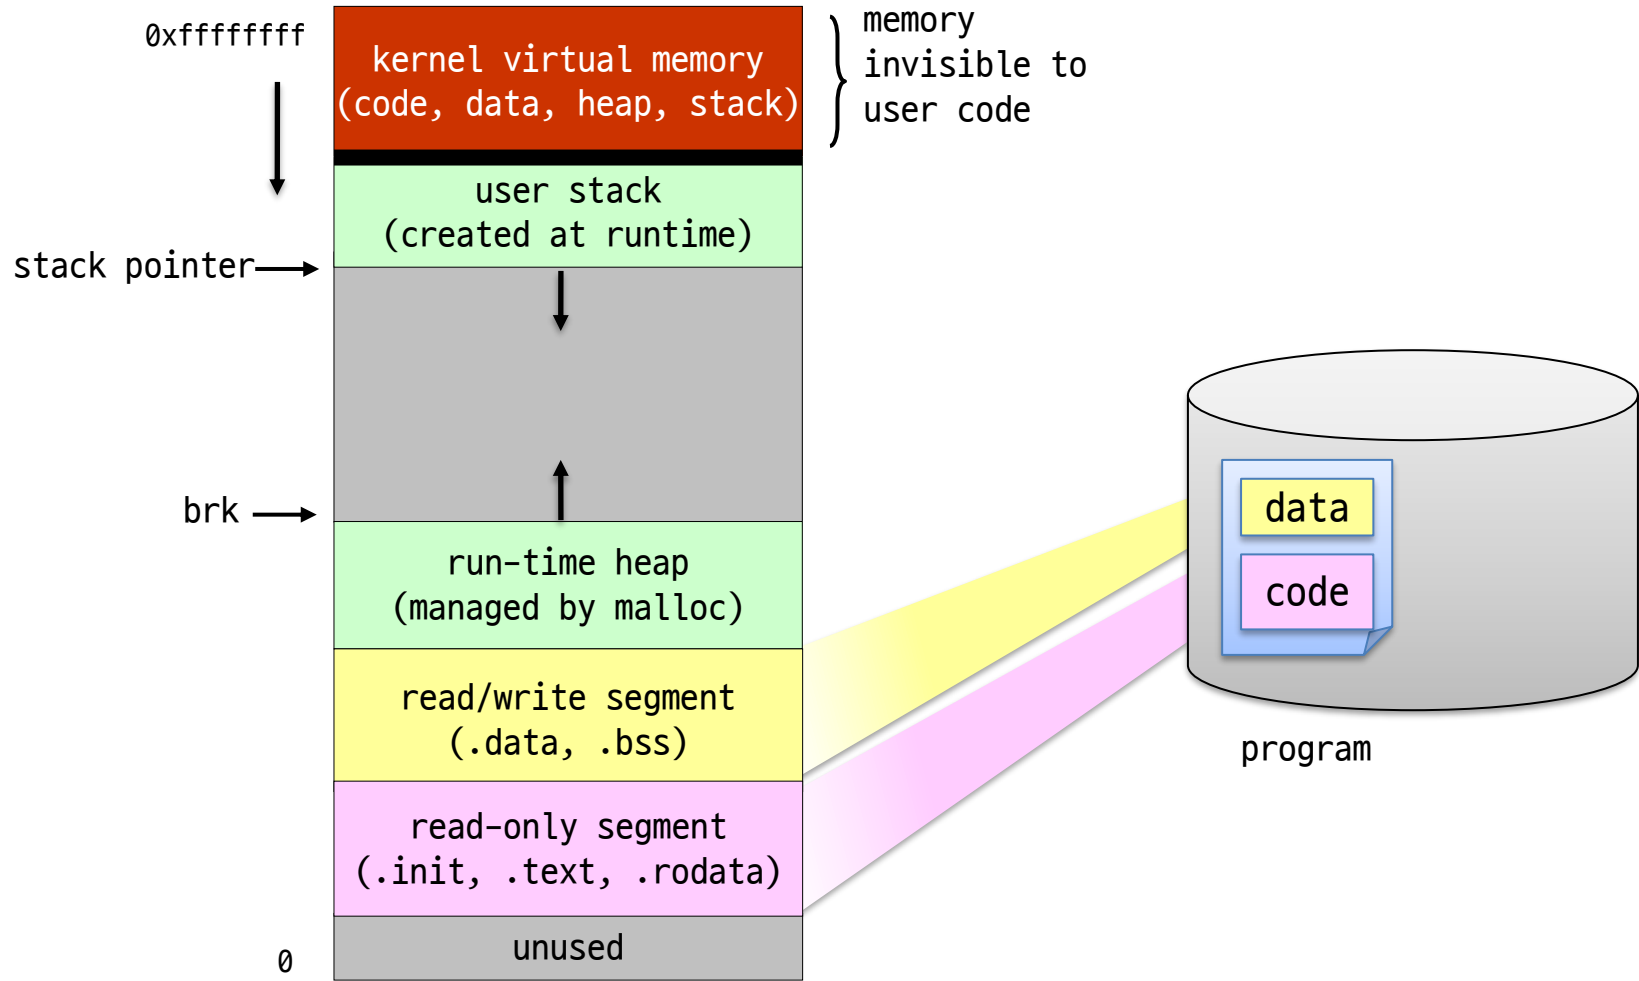 0xffffffff
kernel virtual memory
(code, data, heap, stack)
memory
invisible to
user code
user stack
(created at runtime)
stack pointer
brk
run-time heap
(managed by malloc)
read/write segment
(.data, .bss)
read-only segment
(.init, .text, .rodata)
unused
0
data
code
program